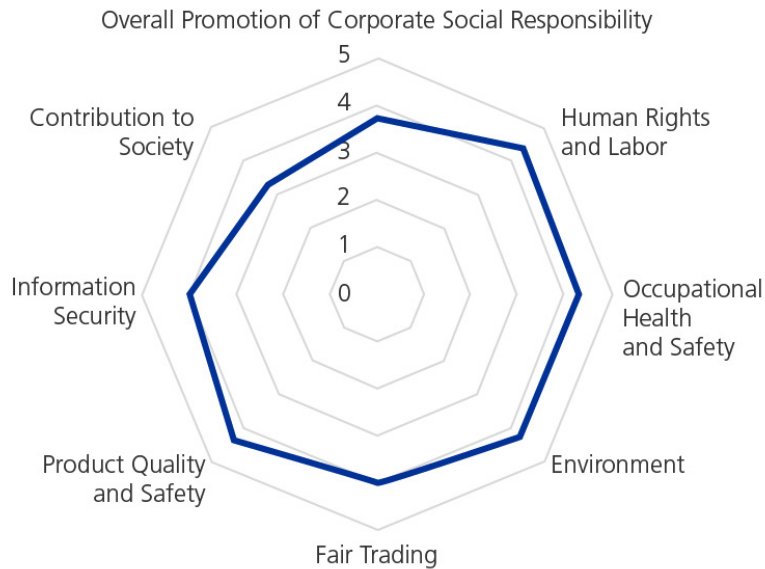 Overall Promotion of Corporate Social Responsibility
5
4
3
2
1
0
Human Rights
and Labor
Occupational
Health
and Safety
Environment
Fair Trading
Product Quality
and Safety
Information
Security
Contribution to
Society